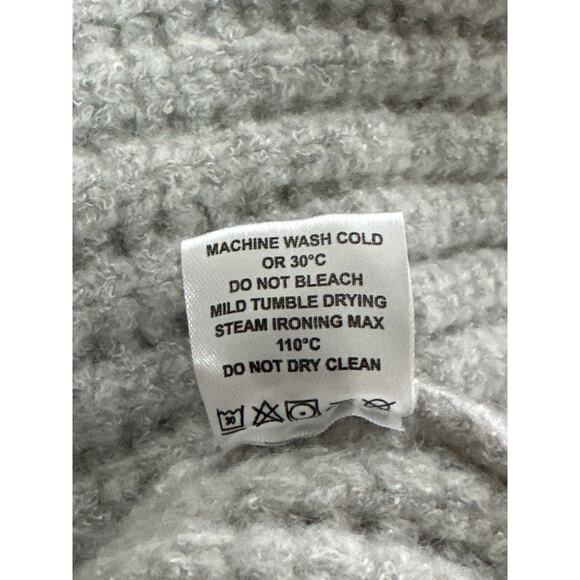 MACHINE WASH COLD
OR 30°C
DO NOT BLEACH
MILD TUMBLE DRYING
STEAM IRONING MAX
110°C
DO NOT DRY CLEAN
30